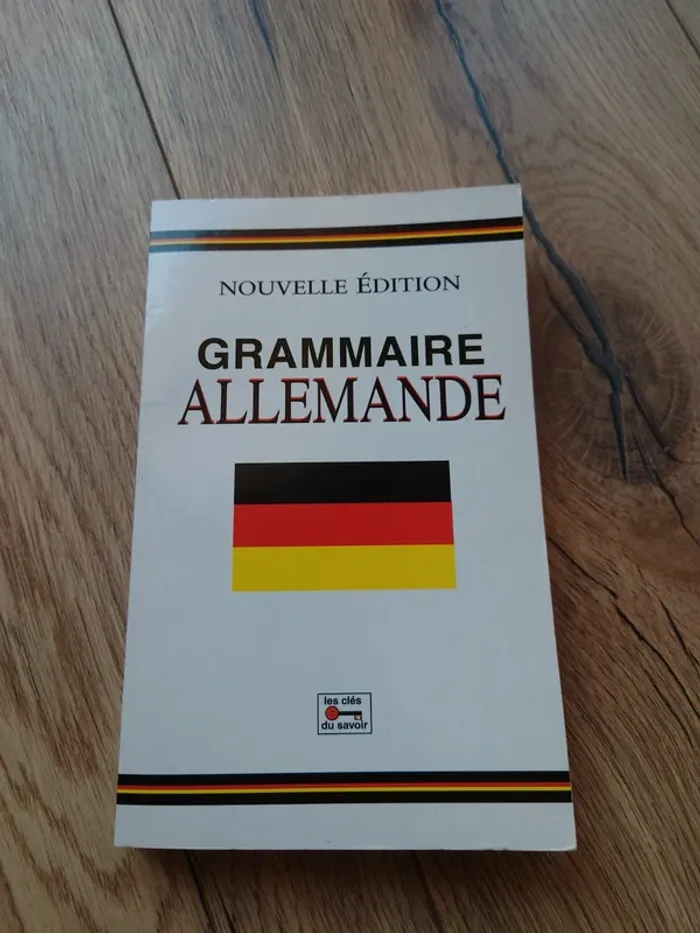 NOUVELLE ÉDITION
GRAMMAIRE
ALLEMANDE
les clés
du savoir